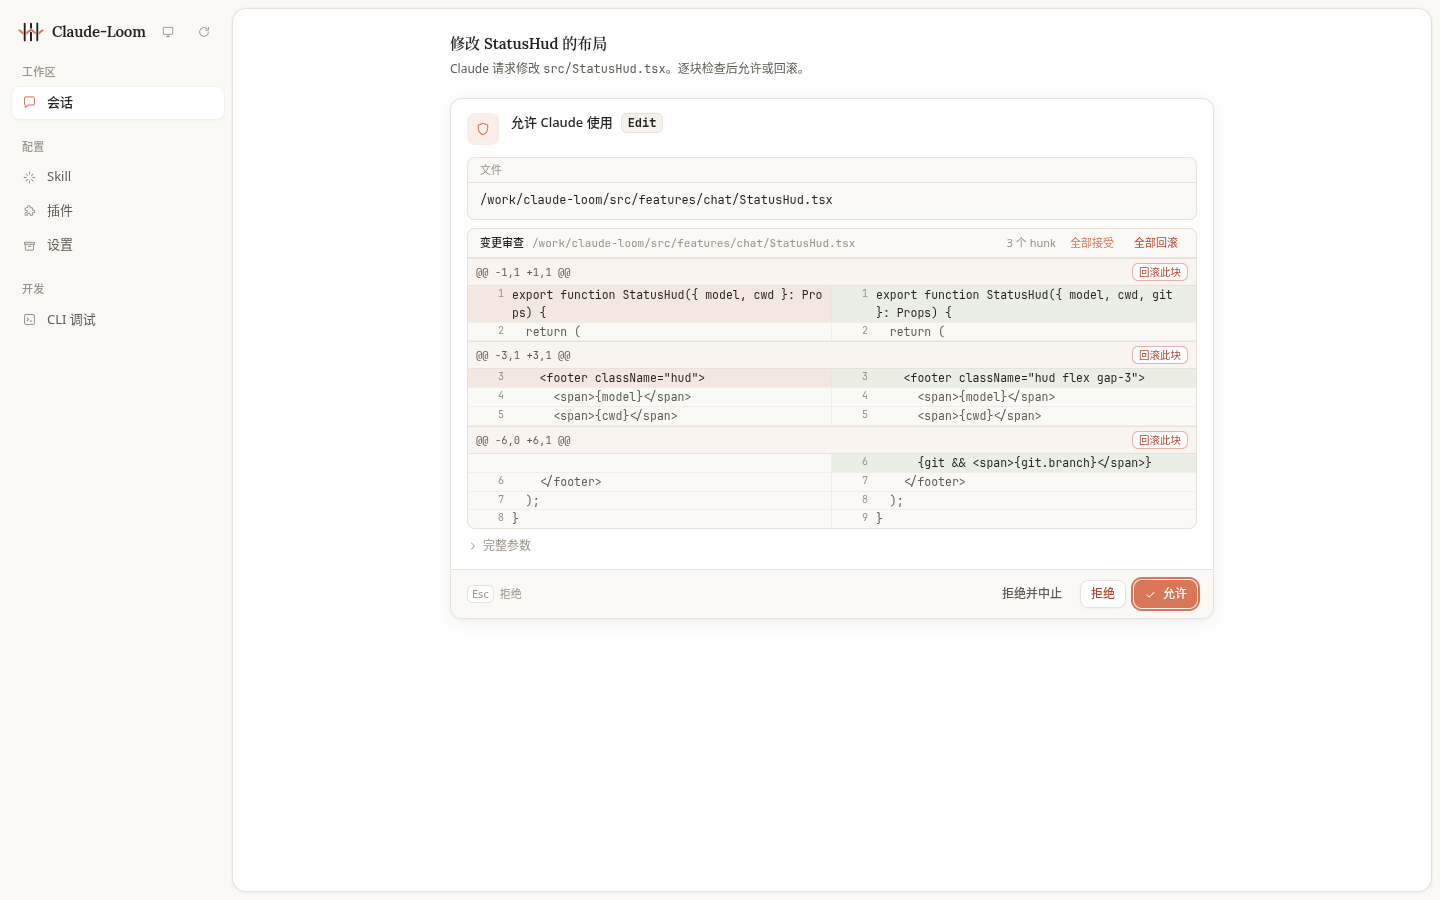 Claude-Loom
工作区
会话
配置
Skill
插件
设置
开发
CLI 调试
修改 StatusHud 的布局
Claude 请求修改 src/StatusHud.tsx。逐块检查后允许或回滚。
允许 Claude 使用 Edit
文件
/work/claude-loom/src/features/chat/StatusHud.tsx
变更审查 /work/claude-loom/src/features/chat/StatusHud.tsx 3 个 hunk 全部接受 全部回滚
@@ -1,1 +1,1 @@ 回滚此块
1 export function StatusHud({ model, cwd }: Pro 1 export function StatusHud({ model, cwd, git
ps) { }: Props) {
2 return ( 2 return (
@@ -3,1 +3,1 @@ 回滚此块
3 <footer className="hud"> 3 <footer className="hud flex gap-3">
4 <span>{model}</span> 4 <span>{model}</span>
5 <span>{cwd}</span> 5 <span>{cwd}</span>
@@ -6,0 +6,1 @@ 回滚此块
6 {git && <span>{git.branch}</span>}
6 </footer> 7 </footer>
7 ); 8 );
8 } 9 }
完整参数
Esc 拒绝 拒绝并中止 拒绝 允许